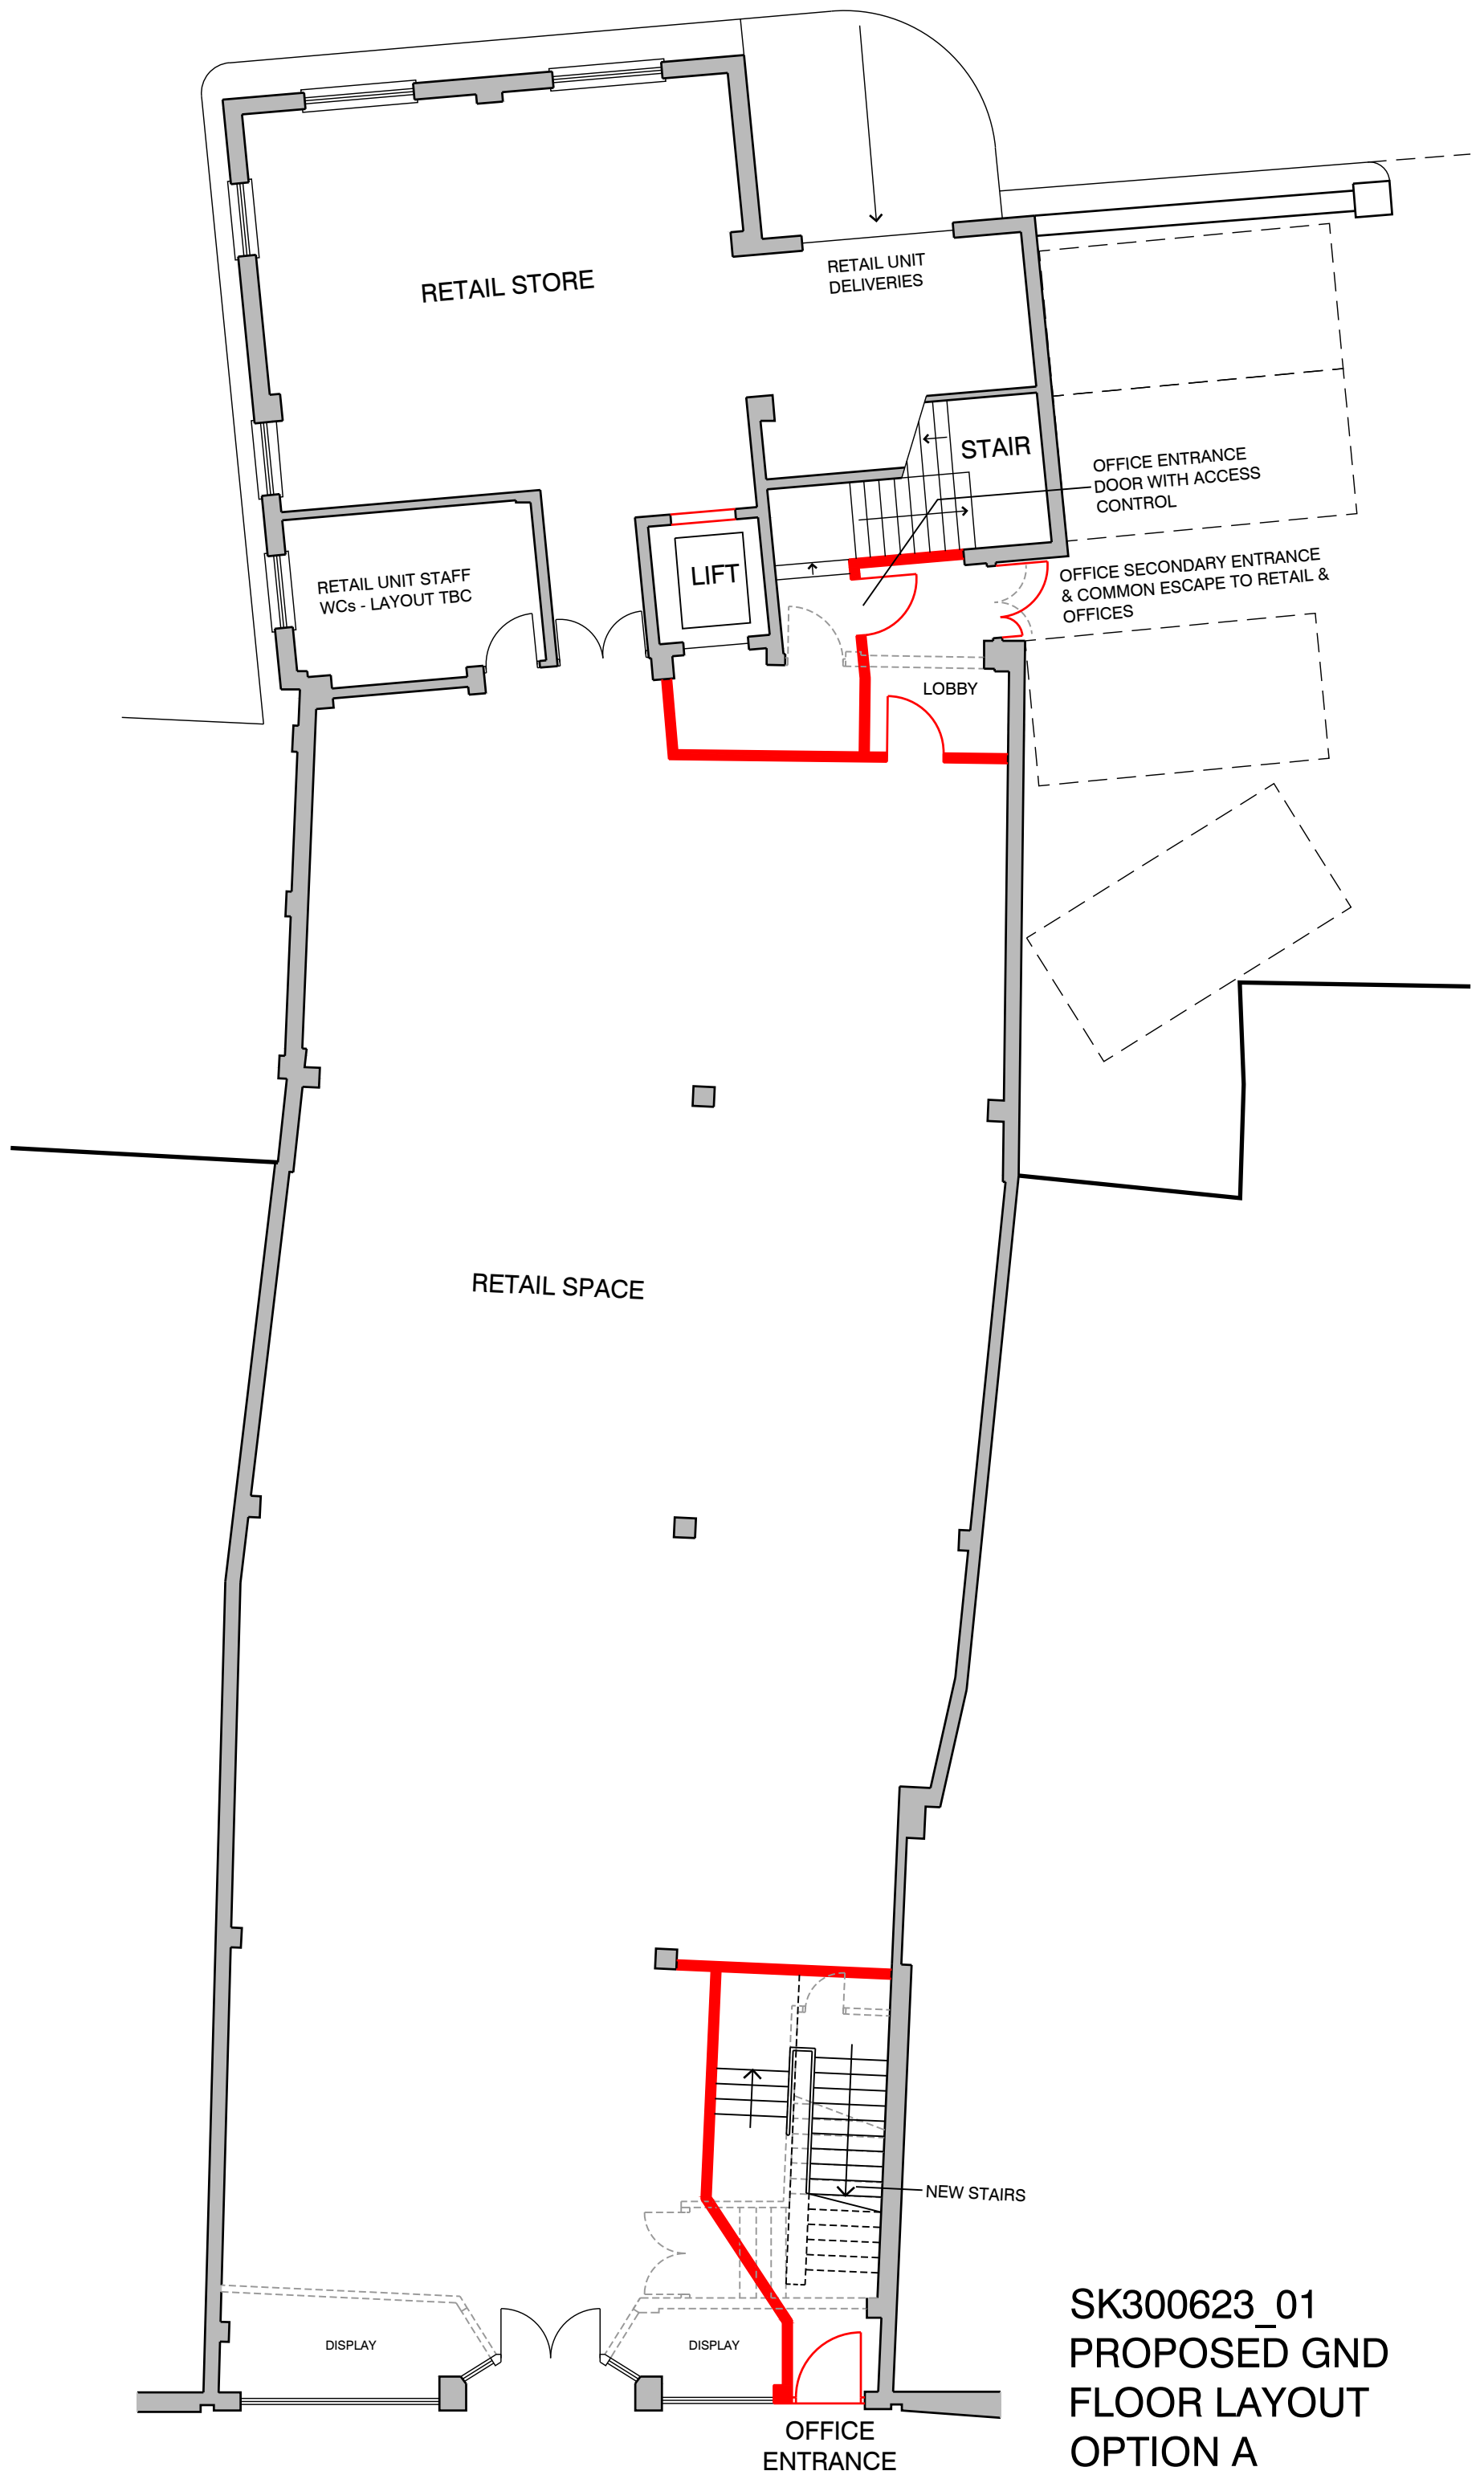 RETAIL STORE
RETAIL UNIT
DELIVERIES
STAIR
OFFICE ENTRANCE
DOOR WITH ACCESS
CONTROL
LIFT
RETAIL UNIT STAFF
WCs - LAYOUT TBC
OFFICE SECONDARY ENTRANCE
& COMMON ESCAPE TO RETAIL &
OFFICES
LOBBY
RETAIL SPACE
NEW STAIRS
DISPLAY
DISPLAY
OFFICE
ENTRANCE
SK300623_01
PROPOSED GND
FLOOR LAYOUT
OPTION A